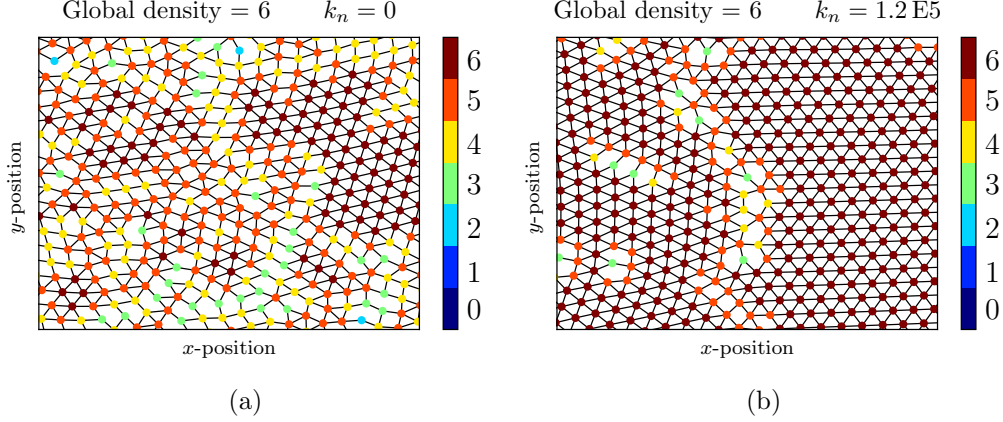 Global density = 6 k_n = 0
6
5
4
3
2
1
0
y-position
x-position
(a)
Global density = 6 k_n = 1.2 E5
6
5
4
3
2
1
0
y-position
x-position
(b)